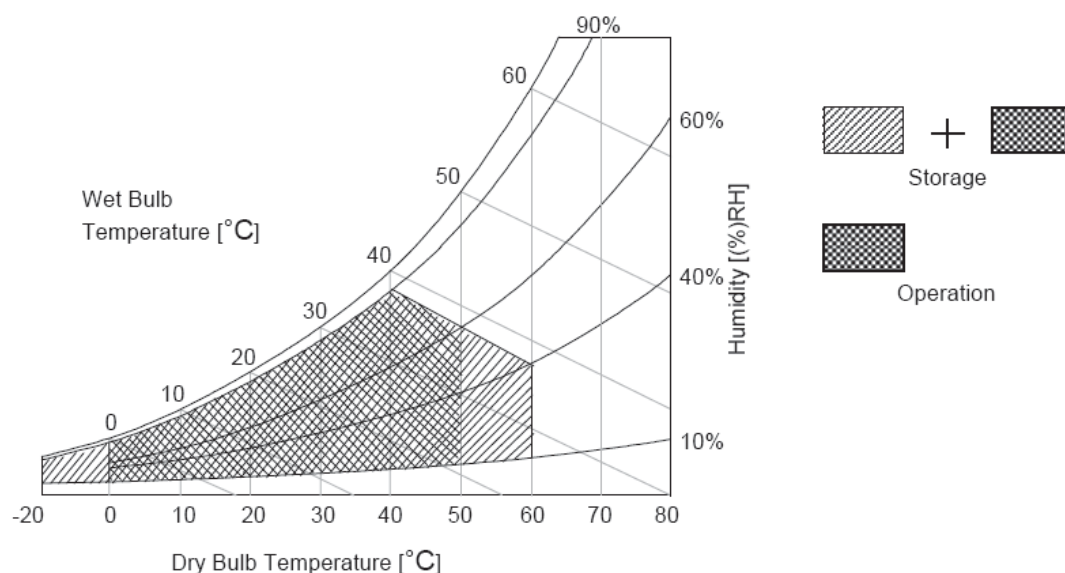 90%
60
60%
50
Storage
Wet Bulb
Temperature [°C]
40
40%
Humidity [(%)RH]
Operation
30
20
10
0
10%
-20 0 10 20 30 40 50 60 70 80
Dry Bulb Temperature [°C]